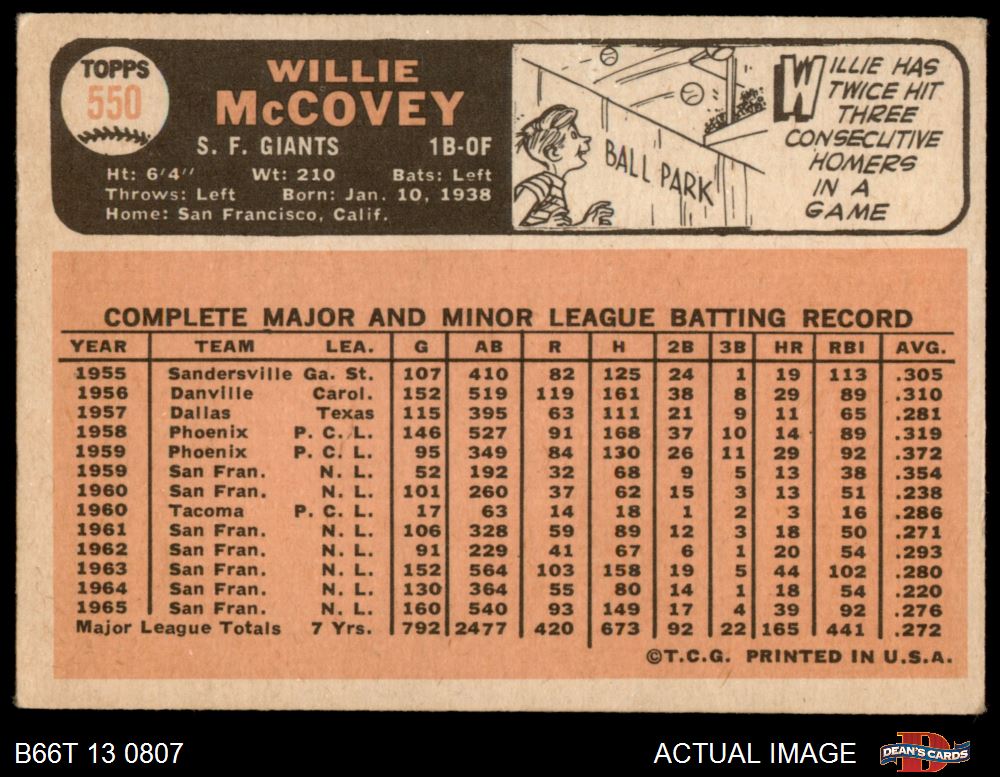 TOPPS
550
WILLIE
McCOVEY
S. F. GIANTS 1B-OF
Ht: 6'4'' Wt: 210 Bats: Left
Throws: Left Born: Jan. 10, 1938
Home: San Francisco, Calif.
BALL PARK
WILLIE HAS
TWICE HIT
THREE
CONSECUTIVE
HOMERS
IN A
GAME
COMPLETE MAJOR AND MINOR LEAGUE BATTING RECORD
YEAR TEAM LEA. G AB R H 2B 3B HR RBI AVG.
1955 Sandersville Ga. St. 107 410 82 125 24 1 19 113 .305
1956 Danville Carol. 152 519 119 161 38 8 29 89 .310
1957 Dallas Texas 115 395 63 111 21 9 11 65 .281
1958 Phoenix P. C. L. 146 527 91 168 37 10 14 89 .319
1959 Phoenix P. C. L. 95 349 84 130 26 11 29 92 .372
1959 San Fran. N. L. 52 192 32 68 9 5 13 38 .354
1960 San Fran. N. L. 101 260 37 62 15 3 13 51 .238
1960 Tacoma P. C. L. 17 63 14 18 1 2 3 16 .286
1961 San Fran. N. L. 106 328 59 89 12 3 18 50 .271
1962 San Fran. N. L. 91 229 41 67 6 1 20 54 .293
1963 San Fran. N. L. 152 564 103 158 19 5 44 102 .280
1964 San Fran. N. L. 130 364 55 80 14 1 18 54 .220
1965 San Fran. N. L. 160 540 93 149 17 4 39 92 .276
Major League Totals 7 Yrs. 792 2477 420 673 92 22 165 441 .272
©T.C.G. PRINTED IN U.S.A.
B66T 13 0807 ACTUAL IMAGE DEAN'S CARDS